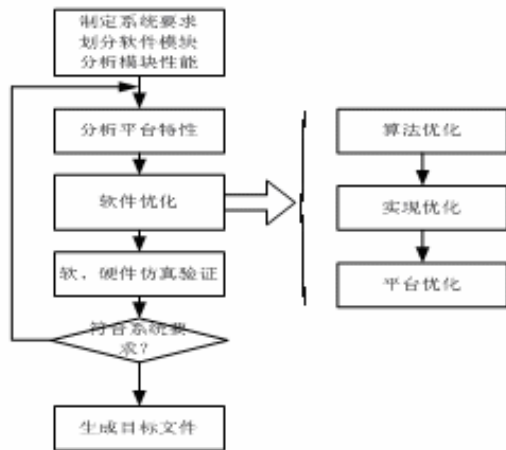 制定系统要求
划分软件模块
分析模块性能
分析平台特性
软件优化
软、硬件仿真验证
符合系统要
求?
生成目标文件
算法优化
实现优化
平台优化